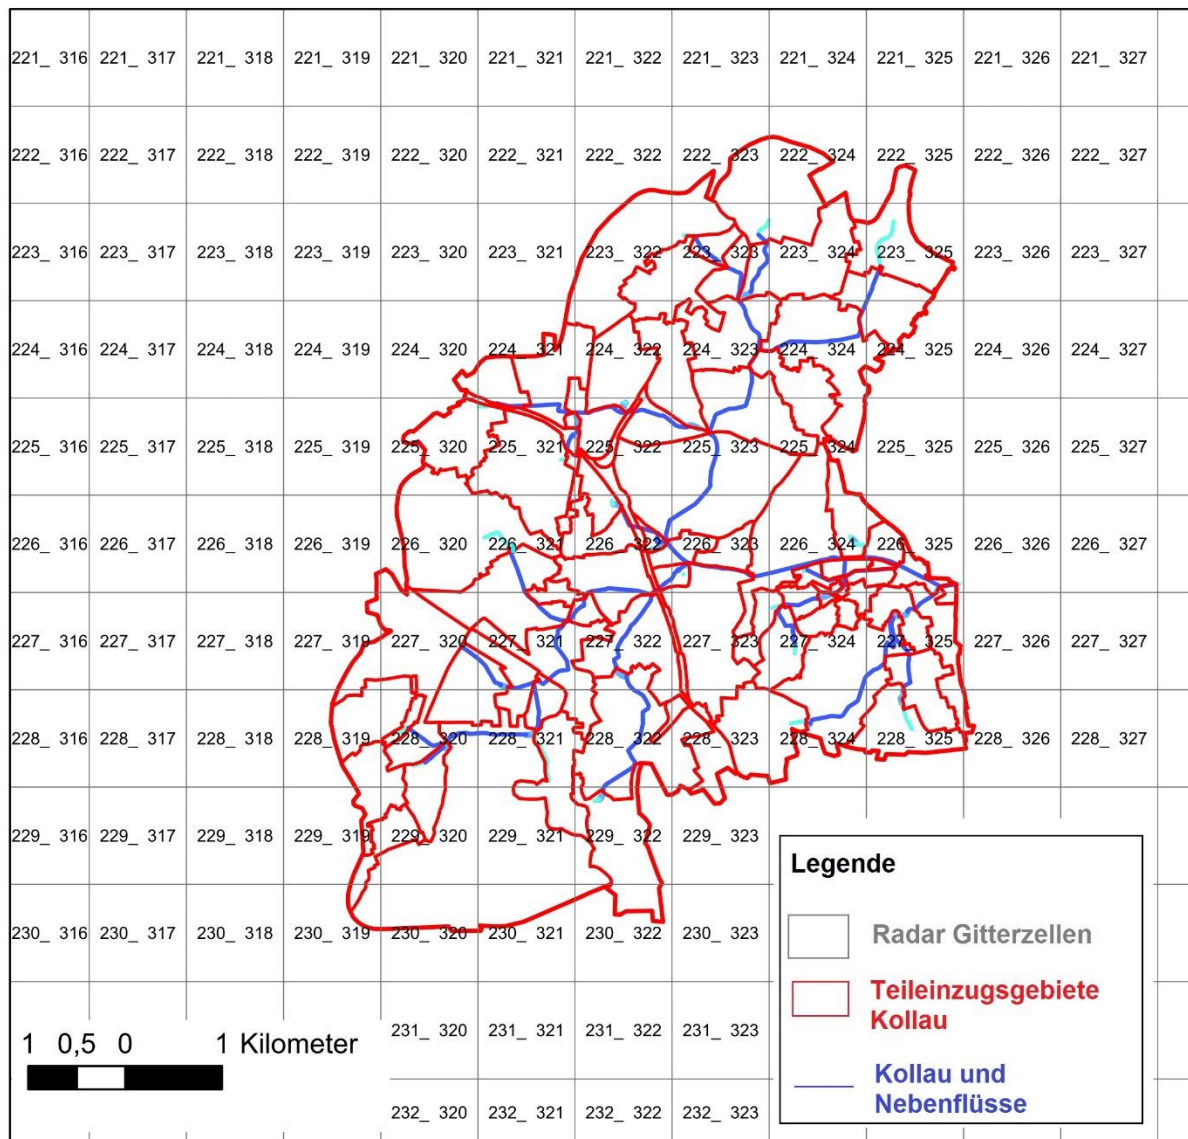 221_ 316 221_ 317 221_ 318 221_ 319 221_ 320 221_ 321 221_ 322 221_ 323 221_ 324 221_ 325 221_ 326 221_ 327
222_ 316 222_ 317 222_ 318 222_ 319 222_ 320 222_ 321 222_ 322 222_ 323 222_ 324 222_ 325 222_ 326 222_ 327
223_ 316 223_ 317 223_ 318 223_ 319 223_ 320 223_ 321 223_ 322 223_ 323 223_ 324 223_ 325 223_ 326 223_ 327
224_ 316 224_ 317 224_ 318 224_ 319 224_ 320 224_ 321 224_ 322 224_ 323 224_ 324 224_ 325 224_ 326 224_ 327
225_ 316 225_ 317 225_ 318 225_ 319 225_ 320 225_ 321 225_ 322 225_ 323 225_ 324 225_ 325 225_ 326 225_ 327
226_ 316 226_ 317 226_ 318 226_ 319 226_ 320 226_ 321 226_ 322 226_ 323 226_ 324 226_ 325 226_ 326 226_ 327
227_ 316 227_ 317 227_ 318 227_ 319 227_ 320 227_ 321 227_ 322 227_ 323 227_ 324 227_ 325 227_ 326 227_ 327
228_ 316 228_ 317 228_ 318 228_ 319 228_ 320 228_ 321 228_ 322 228_ 323 228_ 324 228_ 325 228_ 326 228_ 327
229_ 316 229_ 317 229_ 318 229_ 319 229_ 320 229_ 321 229_ 322 229_ 323
230_ 316 230_ 317 230_ 318 230_ 319 230_ 320 230_ 321 230_ 322 230_ 323
231_ 320 231_ 321 231_ 322 231_ 323
232_ 320 232_ 321 232_ 322 232_ 323
1 0,5 0 1 Kilometer
Legende
Radar Gitterzellen
Teileinzugsgebiete
Kollau
Kollau und
Nebenflüsse